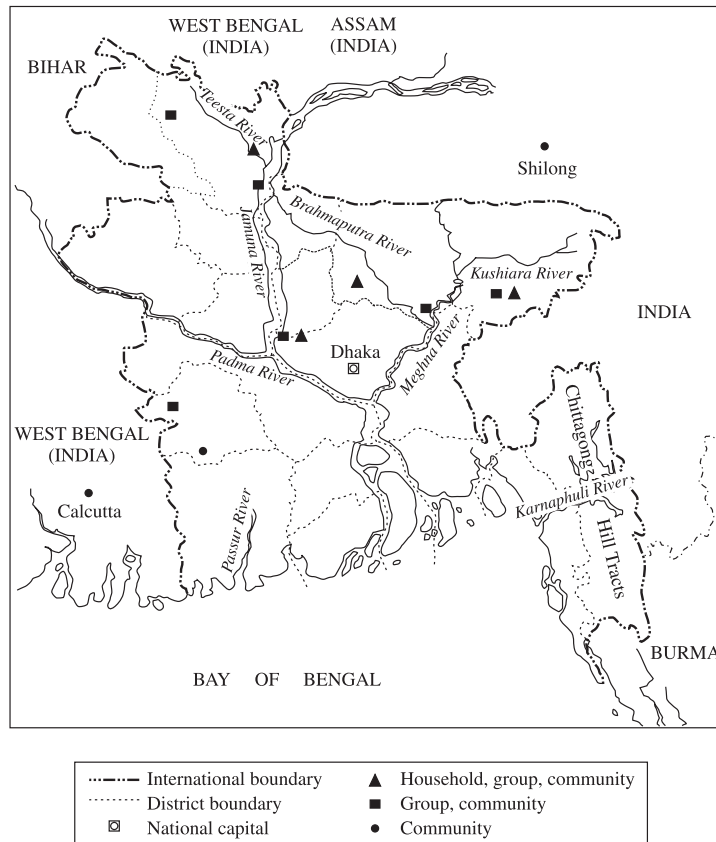 WEST BENGAL
(INDIA)
ASSAM
(INDIA)
BIHAR
Teesta River
Shilong
Jamuna River
Brahmaputra River
Kushiara River
INDIA
Dhaka
Meghna River
Padma River
WEST BENGAL
(INDIA)
Calcutta
Passur River
Chittagong
Karnaphuli River
Hill Tracts
BURMA
BAY OF BENGAL
International boundary
District boundary
National capital
Household, group, community
Group, community
Community